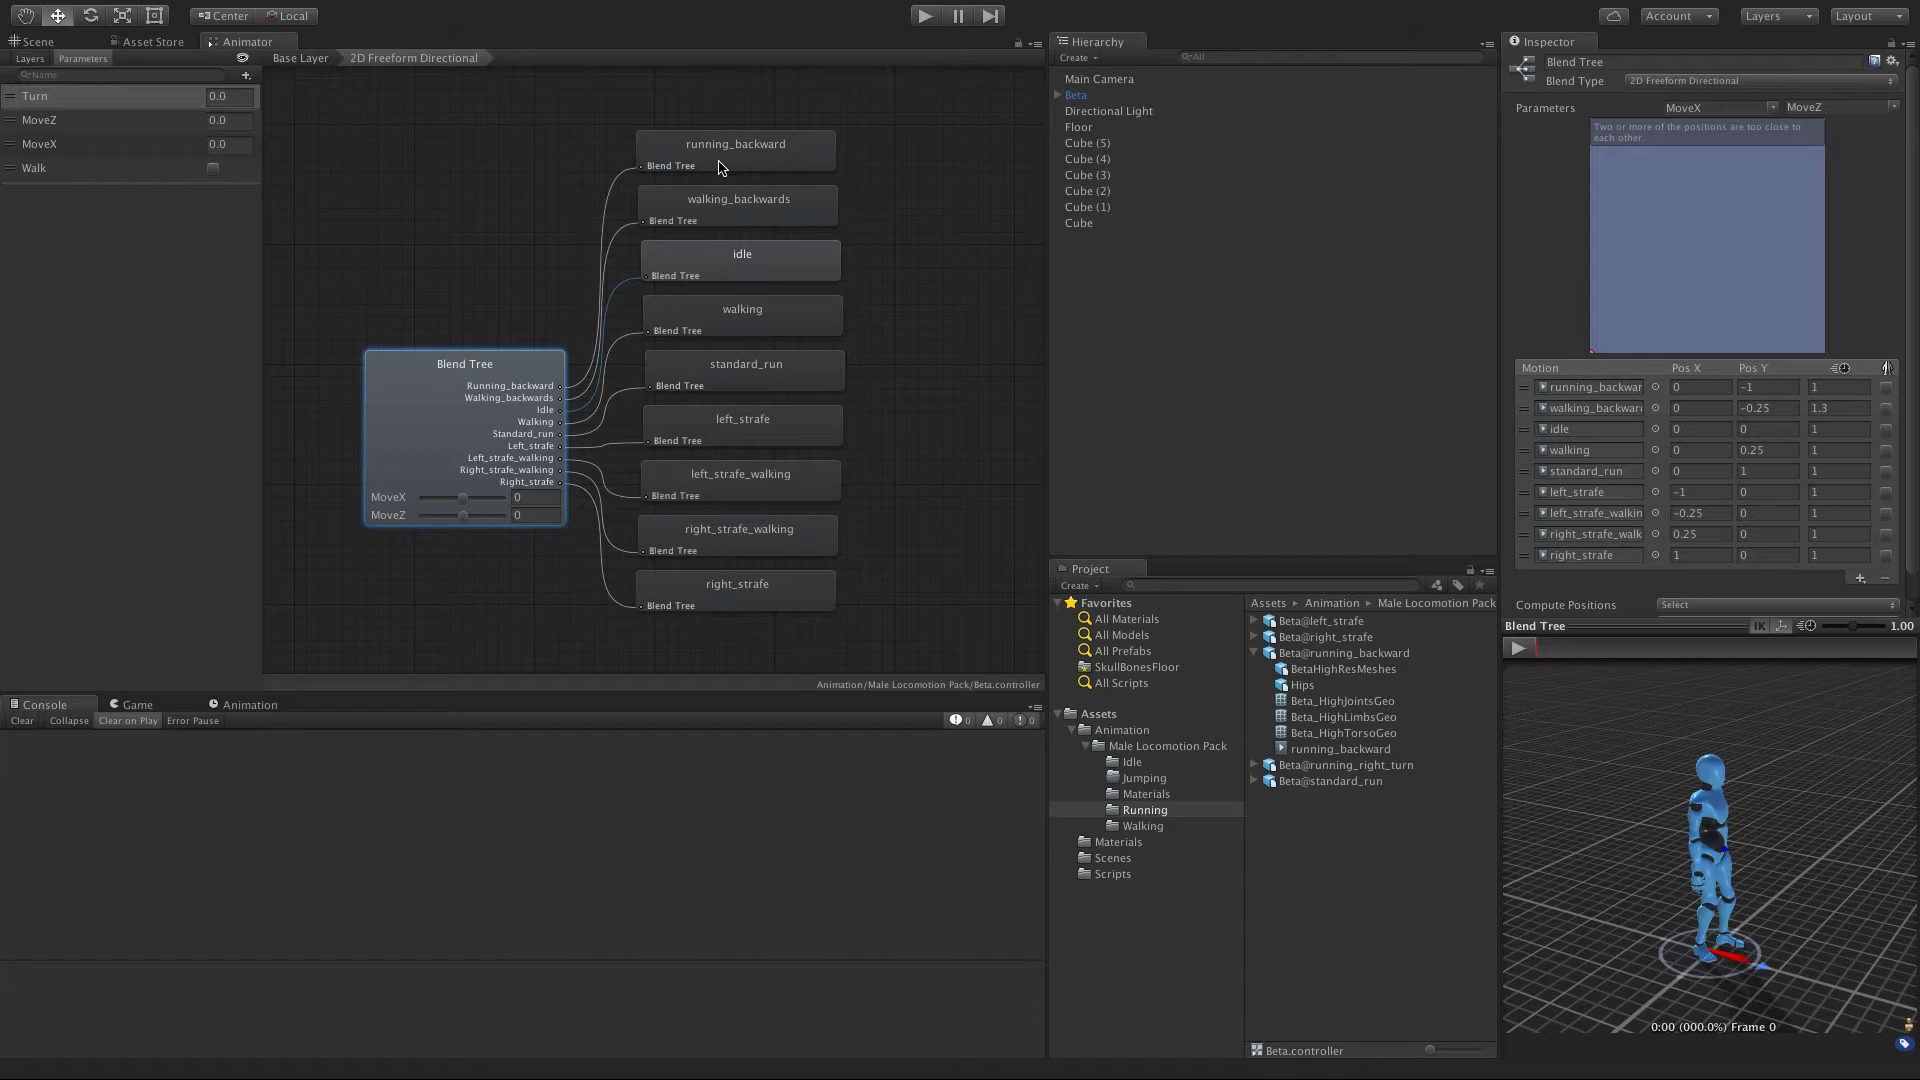 Center
Local
Account
Layers
Layout
Scene
Asset Store
Animator
Layers
Parameters
Base Layer
2D Freeform Directional
Name
Turn
0.0
MoveZ
0.0
MoveX
0.0
Walk
running_backward
Blend Tree
walking_backwards
Blend Tree
idle
Blend Tree
walking
Blend Tree
standard_run
Blend Tree
left_strafe
Blend Tree
left_strafe_walking
Blend Tree
right_strafe_walking
Blend Tree
right_strafe
Blend Tree
Blend Tree
Running_backward
Walking_backwards
Idle
Walking
Standard_run
Left_strafe
Left_strafe_walking
Right_strafe_walking
Right_strafe
MoveX
0
MoveZ
0
Animation/Male Locomotion Pack/Beta.controller
Console
Game
Animation
Clear
Collapse
Clear on Play
Error Pause
0
0
0
Hierarchy
Create
All
Main Camera
Beta
Directional Light
Floor
Cube (5)
Cube (4)
Cube (3)
Cube (2)
Cube (1)
Cube
Project
Create
Favorites
All Materials
All Models
All Prefabs
SkullBonesFloor
All Scripts
Assets
Animation
Male Locomotion Pack
Idle
Jumping
Materials
Running
Walking
Materials
Scenes
Scripts
Assets
Animation
Male Locomotion Pack
Beta@left_strafe
Beta@right_strafe
Beta@running_backward
BetaHighResMeshes
Hips
Beta_HighJointsGeo
Beta_HighLimbsGeo
Beta_HighTorsoGeo
running_backward
Beta@running_right_turn
Beta@standard_run
Beta.controller
Inspector
Blend Tree
Blend Type
2D Freeform Directional
Parameters
MoveX
MoveZ
Two or more of the positions are too close to
each other.
Motion
Pos X
Pos Y
running_backwar
0
-1
1
walking_backwar
0
-0.25
1.3
idle
0
0
1
walking
0
0.25
1
standard_run
0
1
1
left_strafe
-1
0
1
left_strafe_walkin
-0.25
0
1
right_strafe_walk
0.25
0
1
right_strafe
1
0
1
Compute Positions
Select
Blend Tree
IK
1.00
0:00 (000.0%) Frame 0